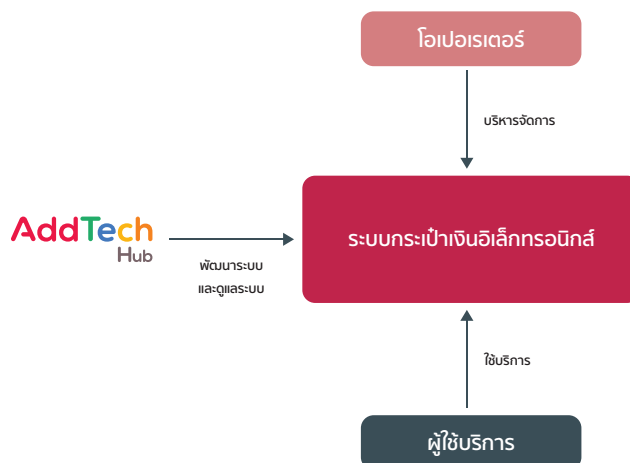 โอเปอเรเตอร์
บริหารจัดการ
AddTech
Hub
ระบบกระเป๋าเงินอิเล็กทรอนิกส์
พัฒนาระบบ
และดูแลระบบ
ใช้บริการ
ผู้ใช้บริการ